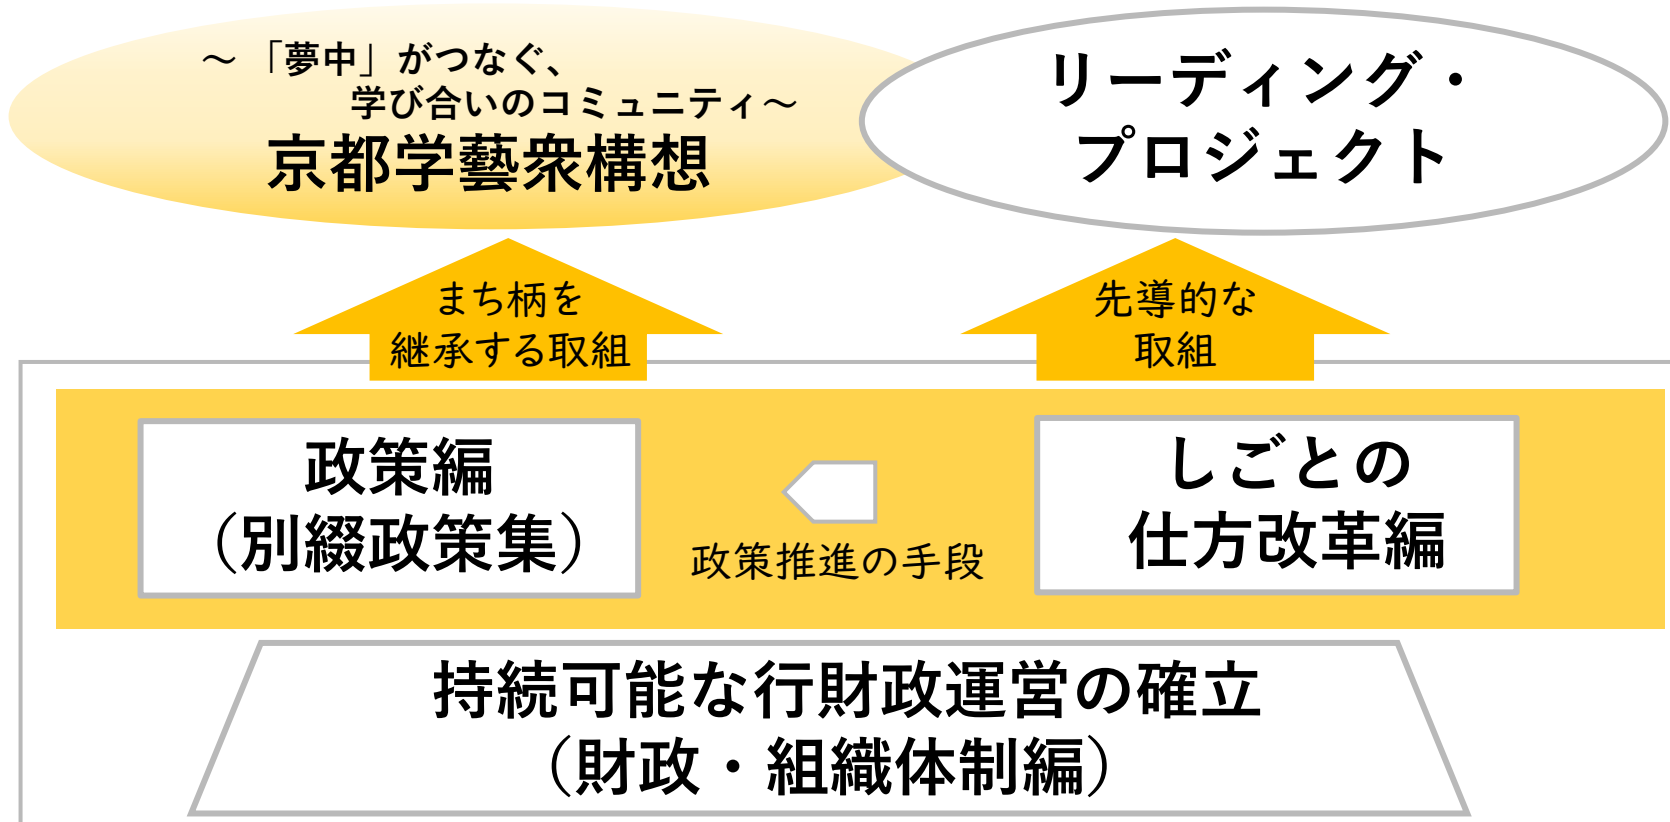 ～「夢中」がつなぐ、
学び合いのコミュニティ～
京都学藝衆構想
リーディング・
プロジェクト
まち柄を
継承する取組
先導的な
取組
政策編
（別綴政策集）
政策推進の手段
しごとの
仕方改革編
持続可能な行財政運営の確立
（財政・組織体制編）